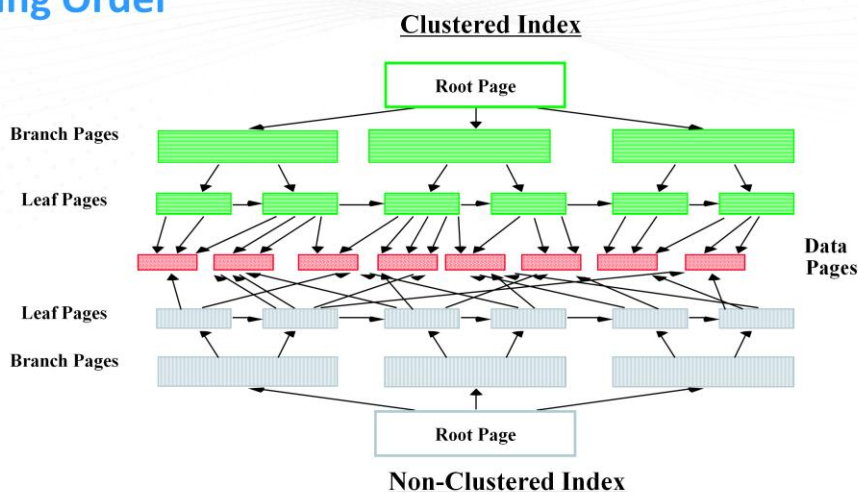 ing Order
Clustered Index
Root Page
Branch Pages
Leaf Pages
Data
Pages
Leaf Pages
Branch Pages
Root Page
Non-Clustered Index